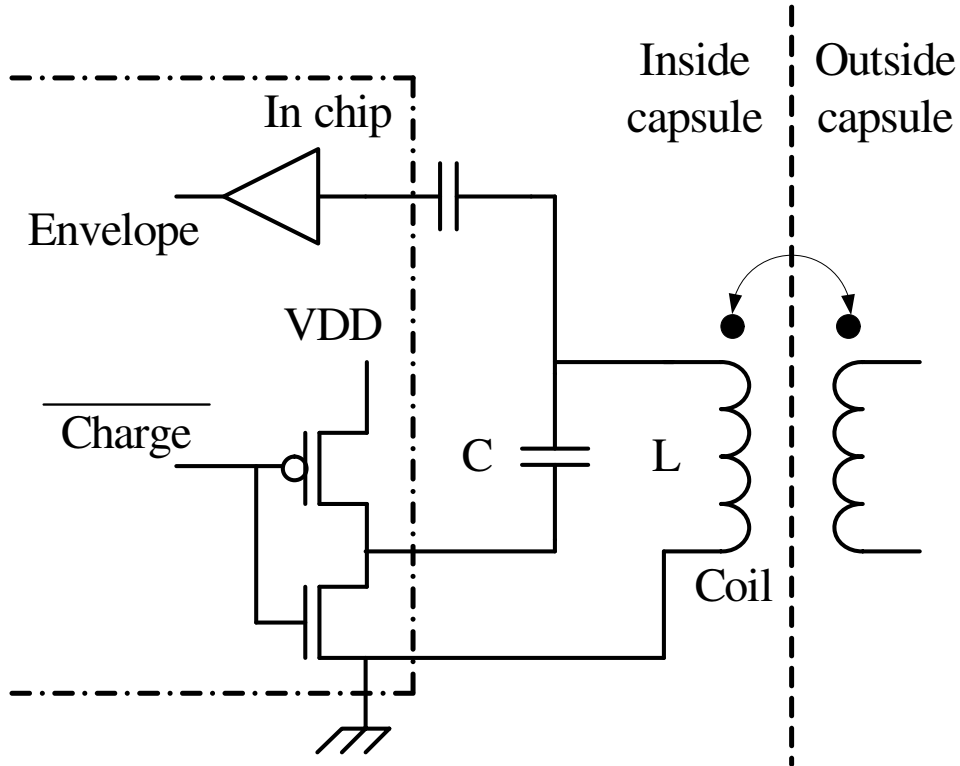 Inside
capsule
Outside
capsule
In chip
Envelope
VDD
Charge
C
L
Coil